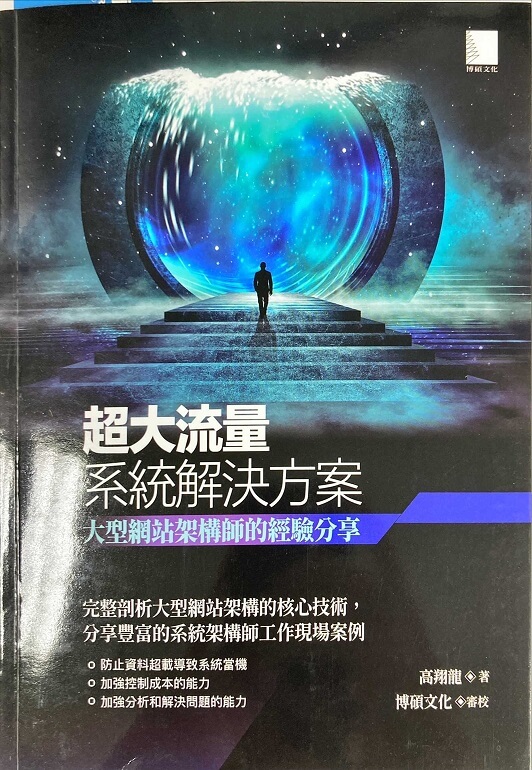 博碩文化
超大流量
系統解決方案
大型網站架構師的經驗分享
完整剖析大型網站架構的核心技術，
分享豐富的系統架構師工作現場案例
防止資料超載導致系統當機
加強控制成本的能力
加強分析和解決問題的能力
高翔龍◈著
博碩文化◈審校